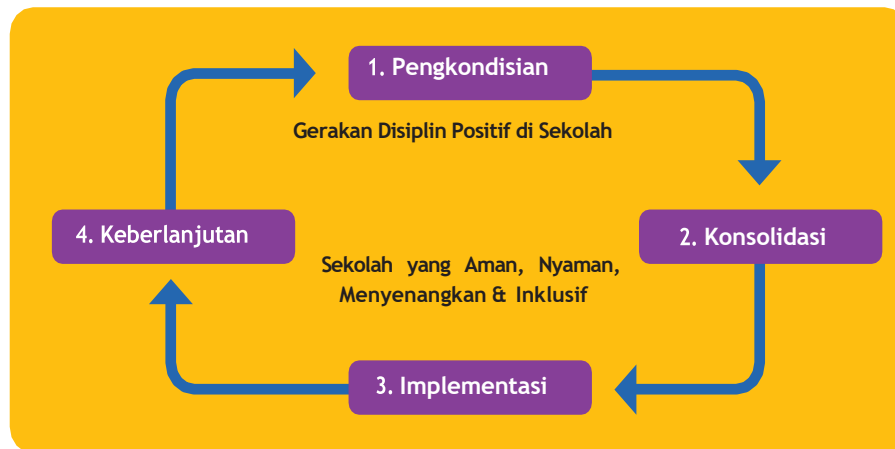 1. Pengkondisian
Gerakan Disiplin Positif di Sekolah
4. Keberlanjutan
2. Konsolidasi
Sekolah yang Aman, Nyaman,
Menyenangkan & Inklusif
3. Implementasi